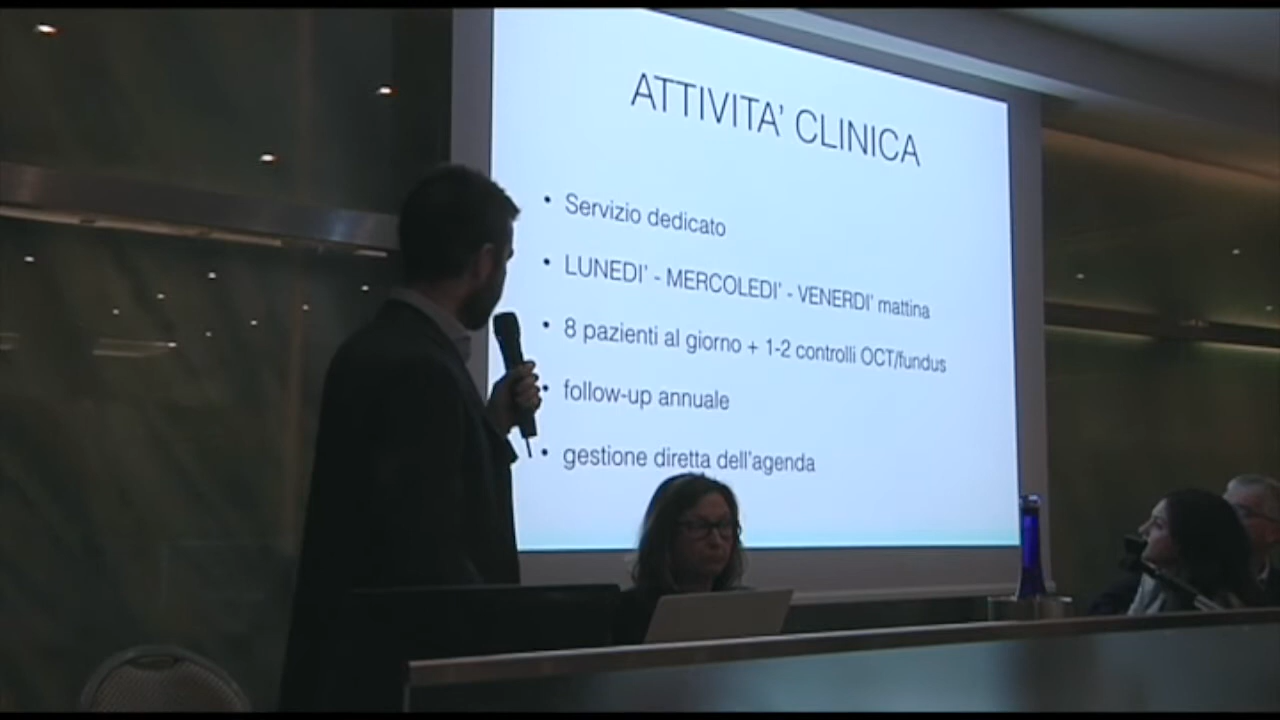 ATTIVITA' CLINICA
• Servizio dedicato
• LUNEDI' - MERCOLEDI' - VENERDI' mattina
• 8 pazienti al giorno + 1-2 controlli OCT/fundus
• follow-up annuale
• gestione diretta dell'agenda